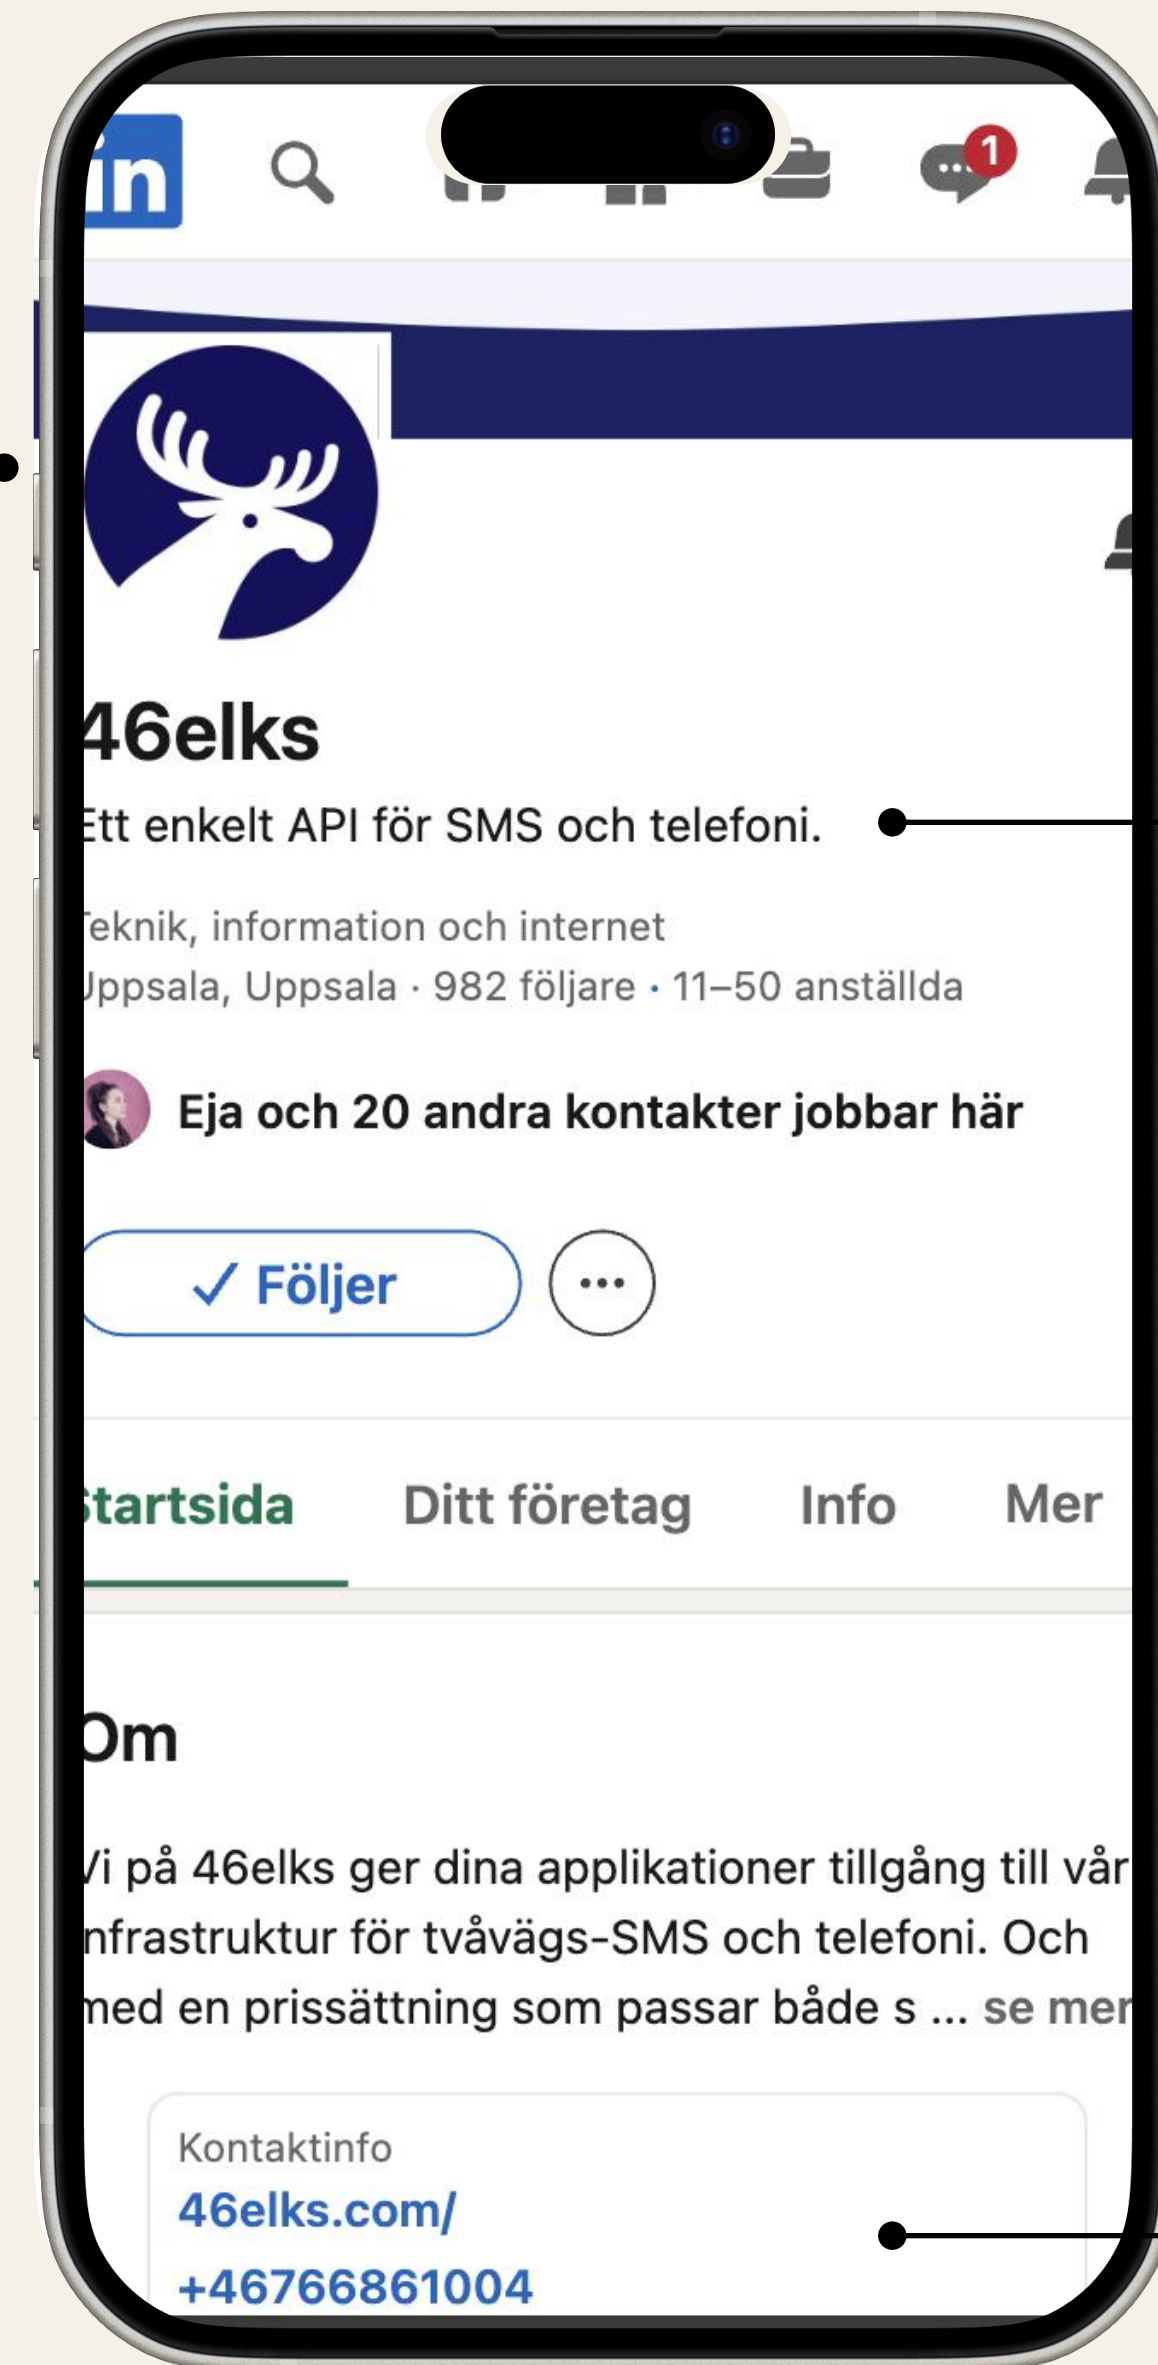 in
1
46elks
Ett enkelt API för SMS och telefoni.
Teknik, information och internet
Uppsala, Uppsala · 982 följare · 11–50 anställda
Eja och 20 andra kontakter jobbar här
✓ Följer
Startsida Ditt företag Info Mer
Om
Vi på 46elks ger dina applikationer tillgång till vår
infrastruktur för tvåvägs-SMS och telefoni. Och
med en prissättning som passar både s ... se mer
Kontaktinfo
46elks.com/
+46766861004